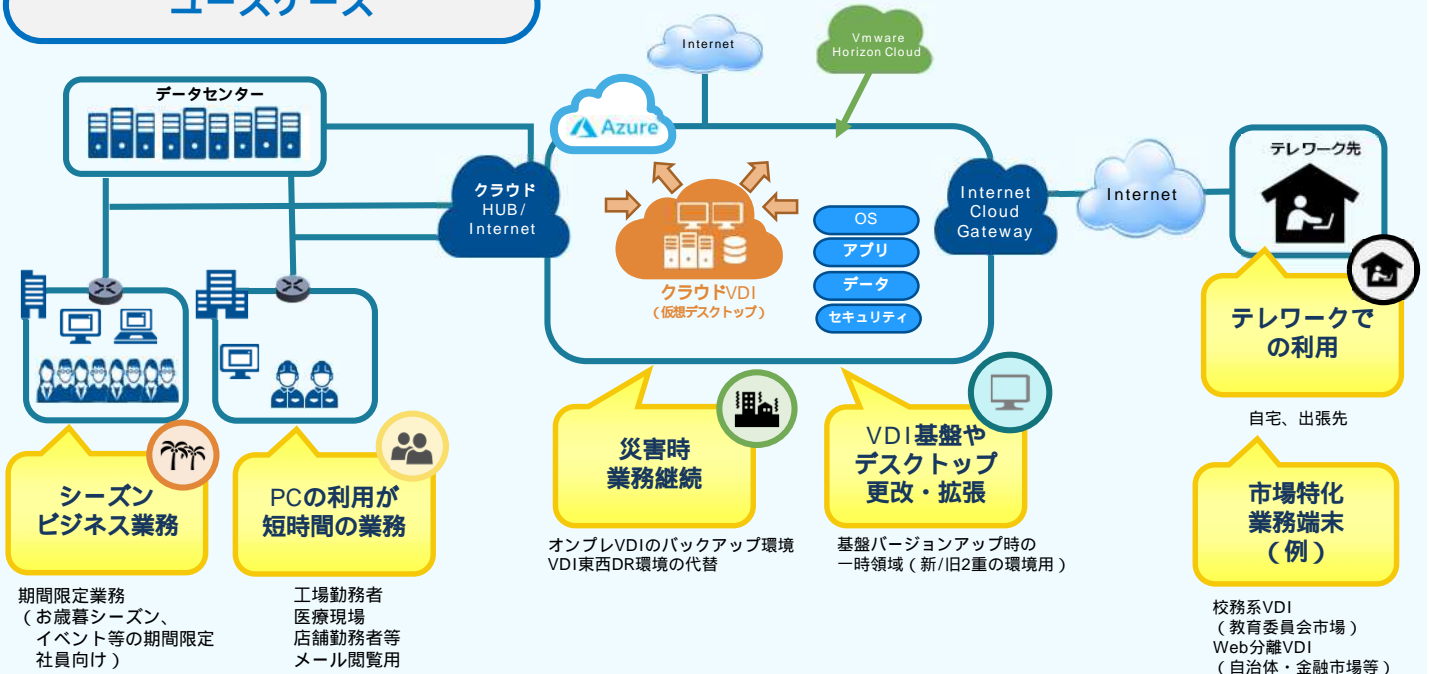 ユースケース
Internet
Vmware
Horizon Cloud
データセンター
Azure
テレワーク先
クラウド
HUB/
Internet
Internet
Cloud
Gateway
Internet
OS
アプリ
データ
セキュリティ
クラウドVDI
（仮想デスクトップ）
テレワークで
の利用
自宅、出張先
シーズン
ビジネス業務
PCの利用が
短時間の業務
災害時
業務継続
VDI基盤や
デスクトップ
更改・拡張
市場特化
業務端末
（例）
期間限定業務
（お歳暮シーズン、
イベント等の期間限定
社員向け）
工場勤務者
医療現場
店舗勤務者等
メール閲覧用
オンプレVDIのバックアップ環境
VDI東西DR環境の代替
基盤バージョンアップ時の
一時領域（新/旧2重の環境用）
校務系VDI
（教育委員会市場）
Web分離VDI
（自治体・金融市場等）